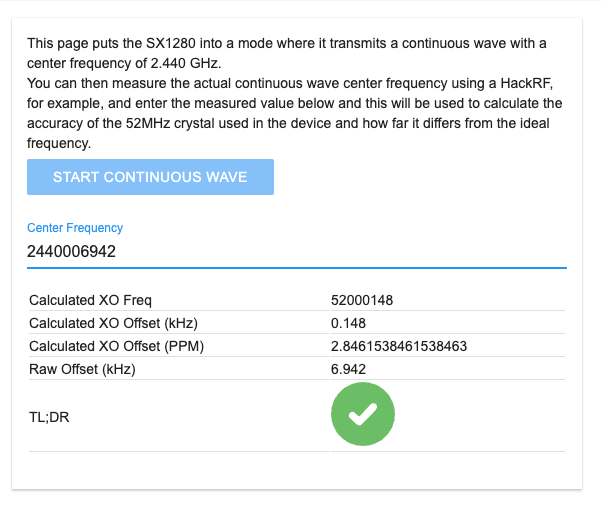 This page puts the SX1280 into a mode where it transmits a continuous wave with a
center frequency of 2.440 GHz.
You can then measure the actual continuous wave center frequency using a HackRF,
for example, and enter the measured value below and this will be used to calculate the
accuracy of the 52MHz crystal used in the device and how far it differs from the ideal
frequency.
START CONTINUOUS WAVE
Center Frequency
2440006942
Calculated XO Freq 52000148
Calculated XO Offset (kHz) 0.148
Calculated XO Offset (PPM) 2.8461538461538463
Raw Offset (kHz) 6.942
TL;DR